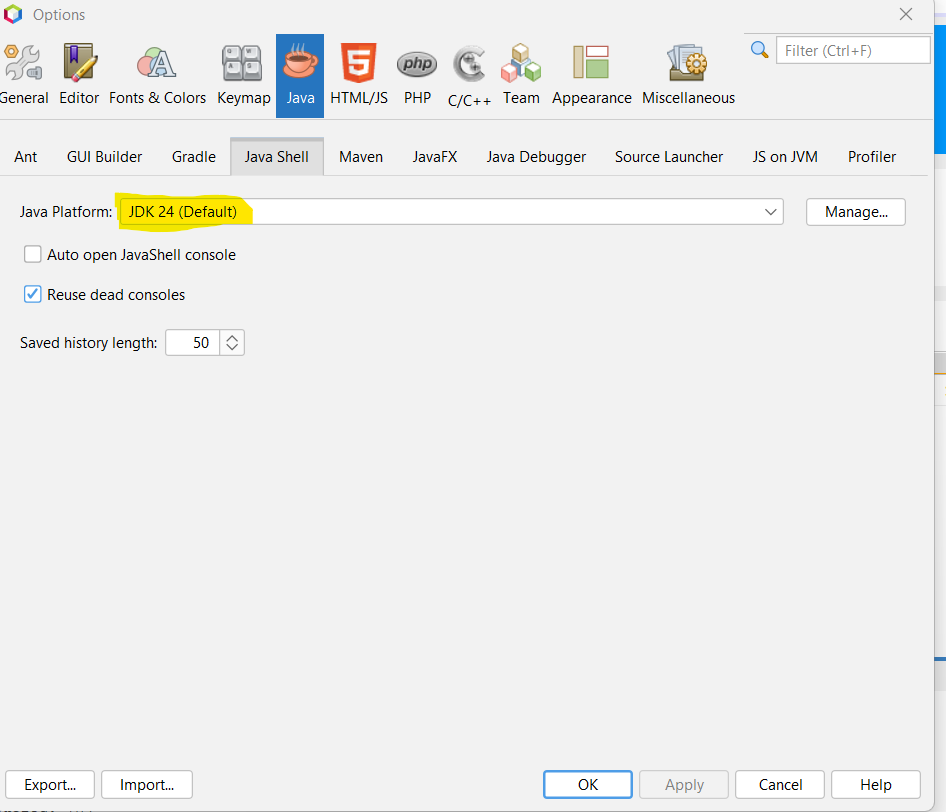 Options
Filter (Ctrl+F)
General Editor Fonts & Colors Keymap Java HTML/JS PHP C/C++ Team Appearance Miscellaneous
Ant GUI Builder Gradle Java Shell Maven JavaFX Java Debugger Source Launcher JS on JVM Profiler
Java Platform: JDK 24 (Default) Manage...
Auto open JavaShell console
Reuse dead consoles
Saved history length: 50
Export... Import... OK Apply Cancel Help